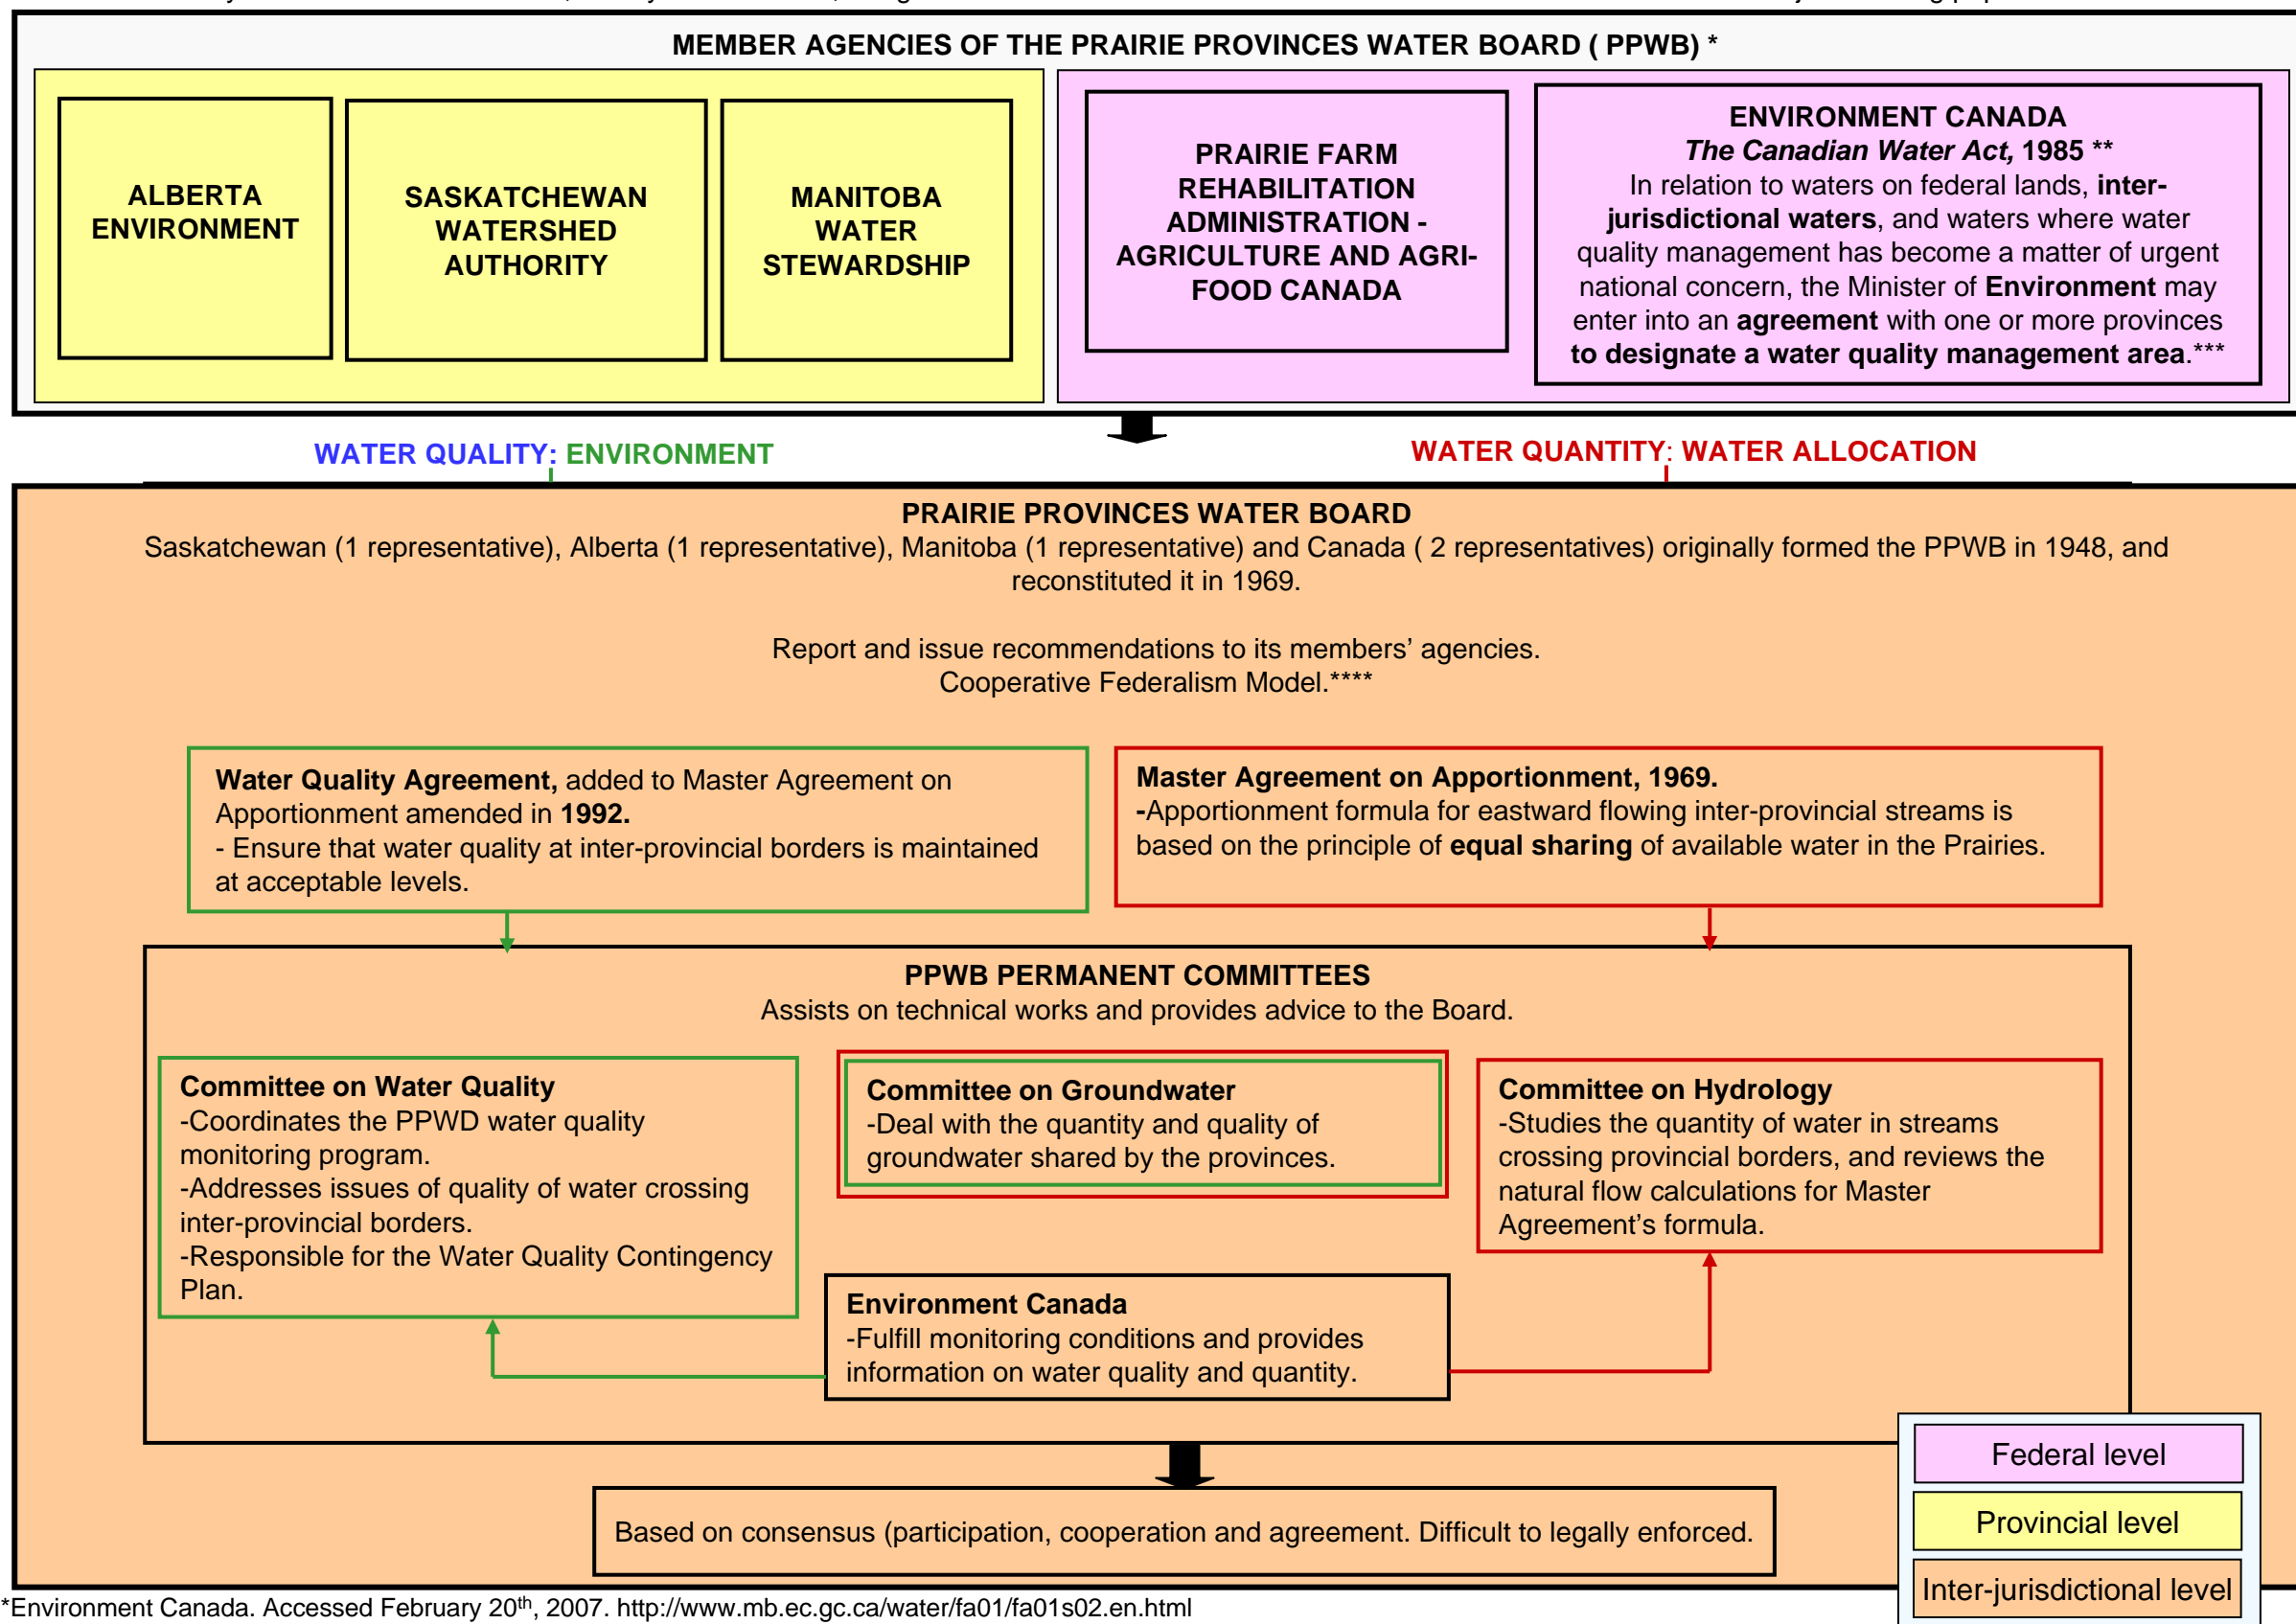 MEMBER AGENCIES OF THE PRAIRIE PROVINCES WATER BOARD ( PPWB) *
ALBERTA
ENVIRONMENT
SASKATCHEWAN
WATERSHED
AUTHORITY
MANITOBA
WATER
STEWARDSHIP
PRAIRIE FARM
REHABILITATION
ADMINISTRATION -
AGRICULTURE AND AGRI-
FOOD CANADA
ENVIRONMENT CANADA
The Canadian Water Act, 1985 **
In relation to waters on federal lands, inter-
jurisdictional waters, and waters where water
quality management has become a matter of urgent
national concern, the Minister of Environment may
enter into an agreement with one or more provinces
to designate a water quality management area.***
WATER QUALITY: ENVIRONMENT
WATER QUANTITY: WATER ALLOCATION
PRAIRIE PROVINCES WATER BOARD
Saskatchewan (1 representative), Alberta (1 representative), Manitoba (1 representative) and Canada ( 2 representatives) originally formed the PPWB in 1948, and
reconstituted it in 1969.
Report and issue recommendations to its members’ agencies.
Cooperative Federalism Model.****
Water Quality Agreement, added to Master Agreement on
Apportionment amended in 1992.
- Ensure that water quality at inter-provincial borders is maintained
at acceptable levels.
Master Agreement on Apportionment, 1969.
-Apportionment formula for eastward flowing inter-provincial streams is
based on the principle of equal sharing of available water in the Prairies.
PPWB PERMANENT COMMITTEES
Assists on technical works and provides advice to the Board.
Committee on Water Quality
-Coordinates the PPWD water quality
monitoring program.
-Addresses issues of quality of water crossing
inter-provincial borders.
-Responsible for the Water Quality Contingency
Plan.
Committee on Groundwater
-Deal with the quantity and quality of
groundwater shared by the provinces.
Committee on Hydrology
-Studies the quantity of water in streams
crossing provincial borders, and reviews the
natural flow calculations for Master
Agreement’s formula.
Environment Canada
-Fulfill monitoring conditions and provides
information on water quality and quantity.
Based on consensus (participation, cooperation and agreement. Difficult to legally enforced.
Federal level
Provincial level
Inter-jurisdictional level
*Environment Canada. Accessed February 20th, 2007. http://www.mb.ec.gc.ca/water/fa01/fa01s02.en.html